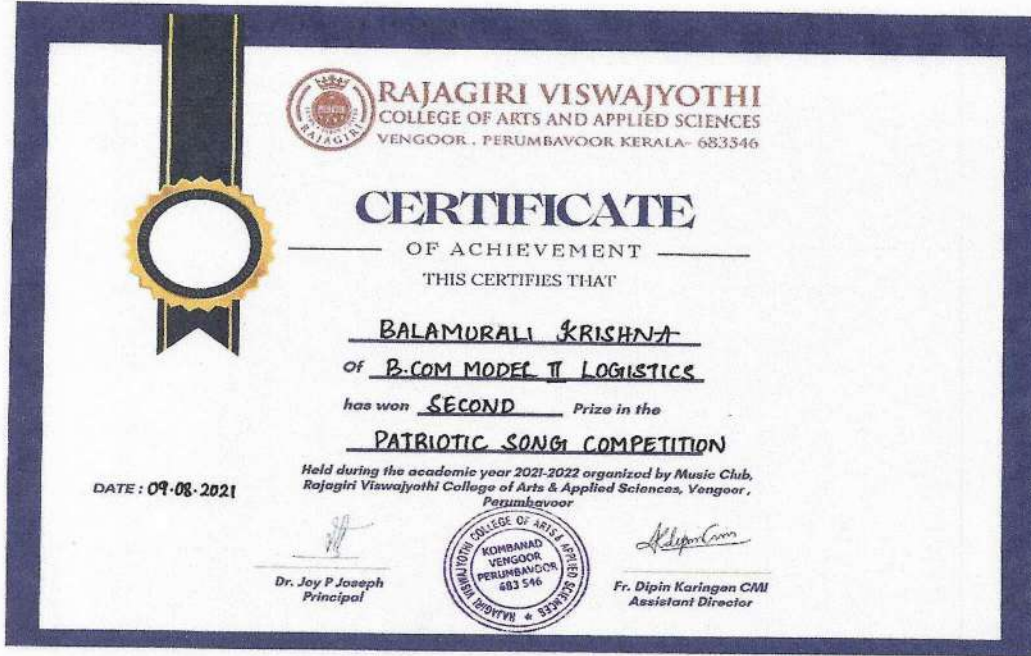 RAJAGIRI
RAJAGIRI VISWAJYOTHI
COLLEGE OF ARTS AND APPLIED SCIENCES
VENGOOR . PERUMBAVOOR KERALA- 683546
CERTIFICATE
OF ACHIEVEMENT
THIS CERTIFIES THAT
BALAMURALI KRISHNA
Of B.COM MODEL II LOGISTICS
has won SECOND Prize in the
PATRIOTIC SONG COMPETITION
Held during the academic year 2021-2022 organized by Music Club,
Rajagiri Viswajyothi College of Arts & Applied Sciences, Vengoor,
Perumbavoor
DATE : 09.08.2021
Dr. Joy P Joseph
Principal
RAJAGIRI VISWAJYOTHI COLLEGE OF ARTS & APPLIED SCIENCES
KOMBANAD
VENGOOR
PERUMBAVOOR
683 546
Fr. Dipin Karingen CMI
Assistant Director